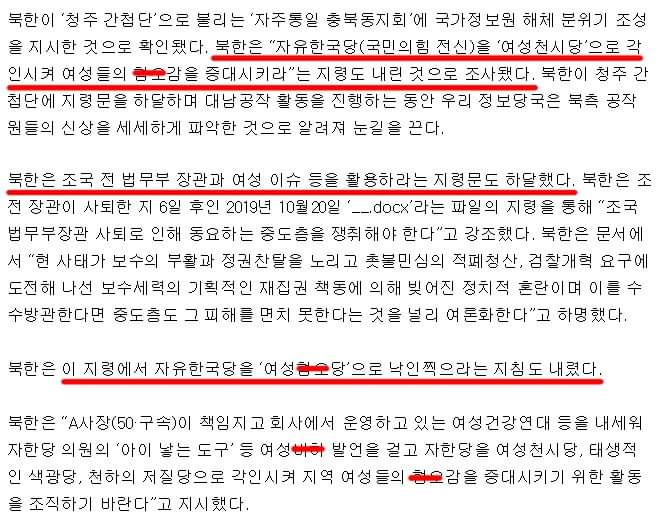 북한이 ‘청주 간첩단’으로 불리는 ‘자주통일 충북동지회’에 국가정보원 해체 분위기 조성
을 지시한 것으로 확인됐다. 북한은 “자유한국당(국민의힘 전신)을 ‘여성천시당’으로 각
인시켜 여성들의 혐오감을 증대시키라”는 지령도 내린 것으로 조사됐다. 북한이 청주 간
첩단에 지령문을 하달하며 대남공작 활동을 진행하는 동안 우리 정보당국은 북측 공작
원들의 신상을 세세하게 파악한 것으로 알려져 눈길을 끈다.
북한은 조국 전 법무부 장관과 여성 이슈 등을 활용하라는 지령문도 하달했다. 북한은 조
전 장관이 사퇴한 지 6일 후인 2019년 10월20일 ‘__.docx’라는 파일의 지령을 통해 “조국
법무부장관 사퇴로 인해 동요하는 중도층을 쟁취해야 한다”고 강조했다. 북한은 문서에
서 “현 사태가 보수의 부활과 정권찬탈을 노리고 촛불민심의 적폐청산, 검찰개혁 요구에
도전해 나선 보수세력의 기획적인 재집권 책동에 의해 빚어진 정치적 혼란이며 이를 수
수방관한다면 중도층도 그 피해를 면치 못한다는 것을 널리 여론화한다”고 하명했다.
북한은 이 지령에서 자유한국당을 ‘여성혐오당’으로 낙인찍으라는 지침도 내렸다.
북한은 “A사장(50·구속)이 책임지고 회사에서 운영하고 있는 여성건강연대 등을 내세워
자한당 의원의 ‘아이 낳는 도구’ 등 여성비하 발언을 걸고 자한당을 여성천시당, 태생적
인 색광당, 천하의 저질당으로 각인시켜 지역 여성들의 혐오감을 증대시키기 위한 활동
을 조직하기 바란다”고 지시했다.